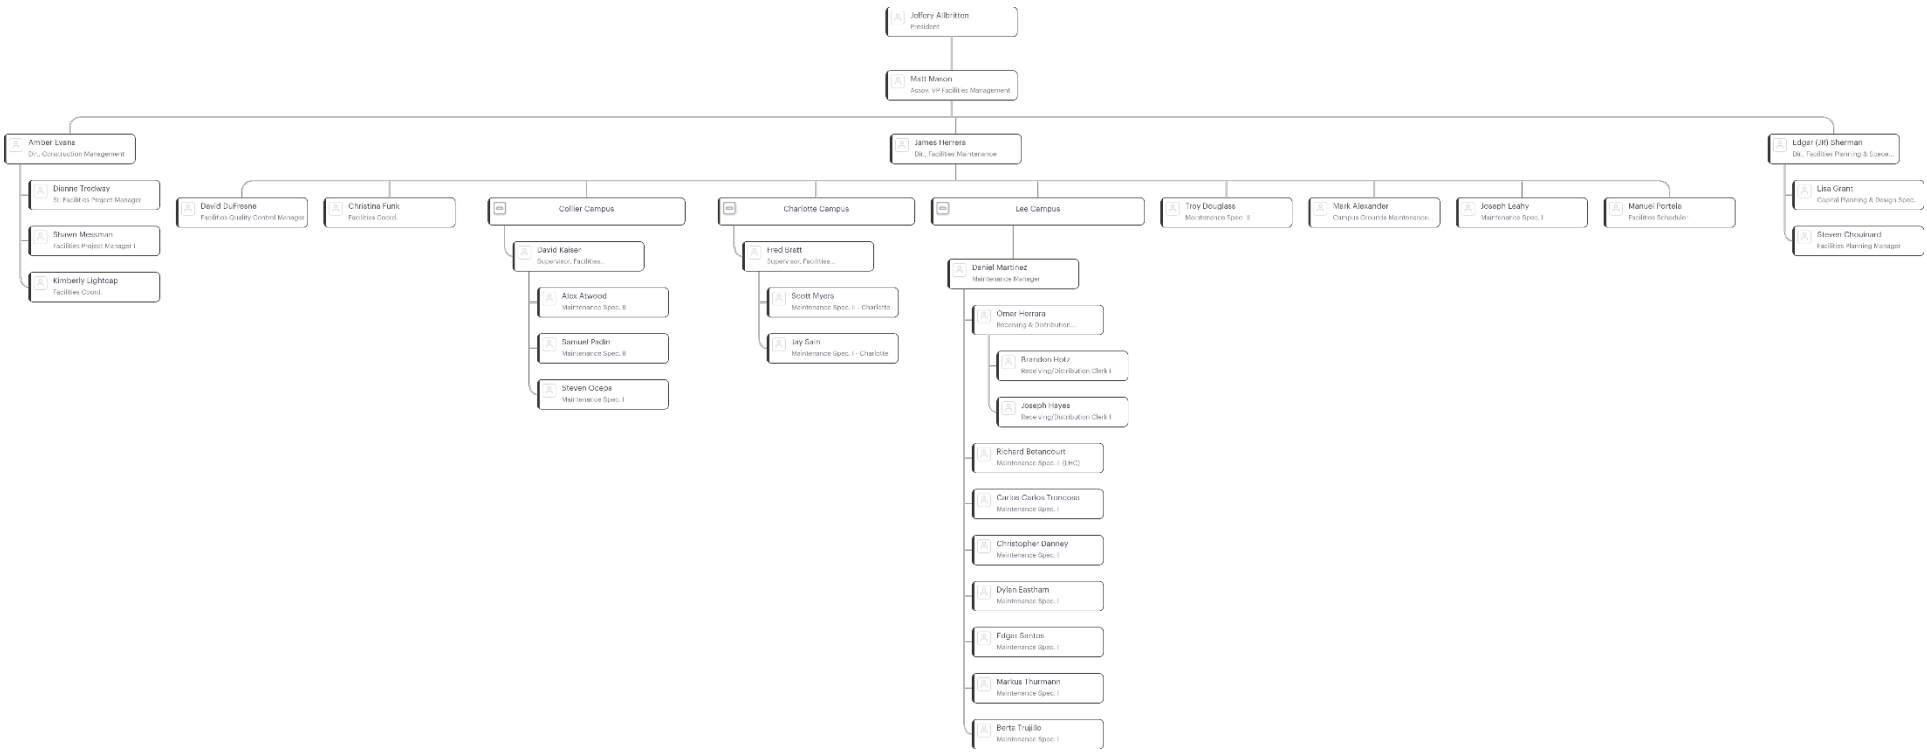 Jeffery Allbritten
President
Matt Mason
Assov. VP Facilities Management
Amber Evans
Dir., Construction Management
James Herrera
Dir., Facilities Maintenance
Edgar (JR) Sherman
Dir., Facilities Planning & Space...
Dianne Tredway
Sr. Facilities Project Manager
Shawn Messman
Facilities Project Manager I
Kimberly Lightcap
Facilities Coord.
David DuFresne
Facilities Quality Control Manager
Christina Funk
Facilities Coord.
Collier Campus
David Kaiser
Supervisor, Facilities...
Alex Atwood
Maintenance Spec. II
Samuel Pedin
Maintenance Spec. II
Steven Ocepa
Maintenance Spec. I
Charlotte Campus
Fred Brett
Supervisor, Facilities...
Scott Myers
Maintenance Spec. II - Charlotte
Jay Sain
Maintenance Spec. I - Charlotte
Lee Campus
Daniel Martinez
Maintenance Manager
Omer Herrara
Receiving & Distribution...
Brandon Hotz
Receiving/Distribution Clerk I
Joseph Hayes
Receiving/Distribution Clerk I
Richard Betancourt
Maintenance Spec. (LHC)
Carlos Carlos Troncoso
Maintenance Spec. I
Christopher Danney
Maintenance Spec. II
Dylan Eastham
Maintenance Spec. I
Edgar Santos
Maintenance Spec. I
Markus Thurmann
Maintenance Spec. I
Berta Trujillo
Maintenance Spec. I
Troy Douglass
Maintenance Spec. II
Mark Alexander
Campus Grounds Maintenance...
Joseph Leahy
Maintenance Spec. I
Manuel Portela
Facilities Scheduler
Lisa Grant
Capital Planning & Design Spec...
Steven Chouinard
Facilities Planning Manager